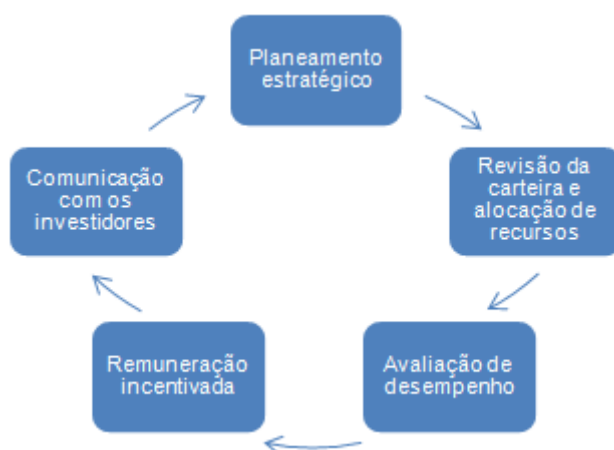 Planeamento
estratégico
Revisão da
carteira e
alocação de
recursos
Avaliação de
desempenho
Remuneração
incentivada
Comunicação
com os
investidores